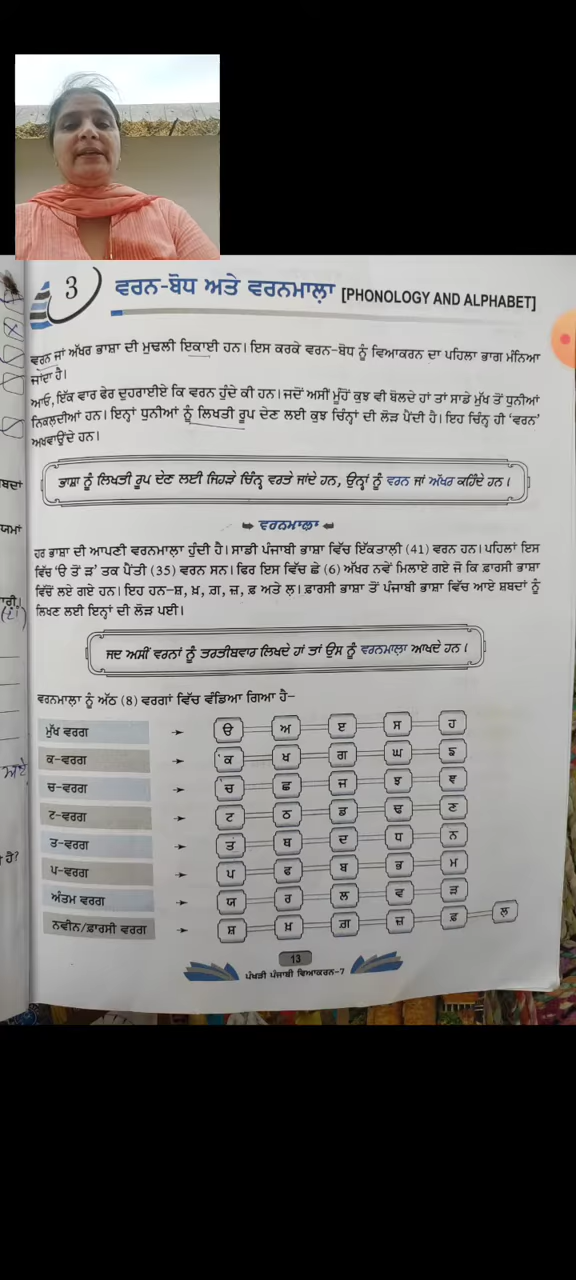 3 ਵਰਨ-ਬੋਧ ਅਤੇ ਵਰਨਮਾਲਾ਼ [PHONOLOGY AND ALPHABET]
ਵਰਨ ਜਾਂ ਅੱਖਰ ਭਾਸ਼ਾ ਦੀ ਮੁਢਲੀ ਇਕਾਈ ਹਨ। ਇਸ ਕਰਕੇ ਵਰਨ-ਬੋਧ ਨੂੰ ਵਿਆਕਰਨ ਦਾ ਪਹਿਲਾ ਭਾਗ ਮੰਨਿਆ
ਜਾਂਦਾ ਹੈ।
ਆਓ, ਇੱਕ ਵਾਰ ਫੇਰ ਦੁਹਰਾਈਏ ਕਿ ਵਰਨ ਹੁੰਦੇ ਕੀ ਹਨ। ਜਦੋਂ ਅਸੀਂ ਮੂੰਹੋਂ ਕੁਝ ਵੀ ਬੋਲਦੇ ਹਾਂ ਤਾਂ ਸਾਡੇ ਮੁੱਖ ਤੋਂ ਧੁਨੀਆਂ
ਨਿਕਲ਼ਦੀਆਂ ਹਨ। ਇਨ੍ਹਾਂ ਧੁਨੀਆਂ ਨੂੰ ਲਿਖਤੀ ਰੂਪ ਦੇਣ ਲਈ ਕੁਝ ਚਿੰਨ੍ਹਾਂ ਦੀ ਲੋੜ ਪੈਂਦੀ ਹੈ। ਇਹ ਚਿੰਨ੍ਹ ਹੀ ‘ਵਰਨ’
ਅਖਵਾਉਂਦੇ ਹਨ।
ਭਾਸ਼ਾ ਨੂੰ ਲਿਖਤੀ ਰੂਪ ਦੇਣ ਲਈ ਜਿਹੜੇ ਚਿੰਨ੍ਹ ਵਰਤੇ ਜਾਂਦੇ ਹਨ, ਉਨ੍ਹਾਂ ਨੂੰ ਵਰਨ ਜਾਂ ਅੱਖਰ ਕਹਿੰਦੇ ਹਨ।
ਵਰਨਮਾਲਾ਼
ਹਰ ਭਾਸ਼ਾ ਦੀ ਆਪਣੀ ਵਰਨਮਾਲਾ਼ ਹੁੰਦੀ ਹੈ। ਸਾਡੀ ਪੰਜਾਬੀ ਭਾਸ਼ਾ ਵਿੱਚ ਇੱਕਤਾਲੀ (41) ਵਰਨ ਹਨ। ਪਹਿਲਾਂ ਇਸ
ਵਿੱਚ ‘ੳ ਤੋਂ ੜ’ ਤਕ ਪੈਂਤੀ (35) ਵਰਨ ਸਨ। ਫਿਰ ਇਸ ਵਿੱਚ ਛੇ (6) ਅੱਖਰ ਨਵੇਂ ਮਿਲਾਏ ਗਏ ਜੋ ਕਿ ਫ਼ਾਰਸੀ ਭਾਸ਼ਾ
ਵਿੱਚੋਂ ਲਏ ਗਏ ਹਨ। ਇਹ ਹਨ-ਸ਼, ਖ਼, ਗ਼, ਜ਼, ਫ਼ ਅਤੇ ਲ਼। ਫ਼ਾਰਸੀ ਭਾਸ਼ਾ ਤੋਂ ਪੰਜਾਬੀ ਭਾਸ਼ਾ ਵਿੱਚ ਆਏ ਸ਼ਬਦਾਂ ਨੂੰ
ਲਿਖਣ ਲਈ ਇਨ੍ਹਾਂ ਦੀ ਲੋੜ ਪਈ।
ਜਦ ਅਸੀਂ ਵਰਨਾਂ ਨੂੰ ਤਰਤੀਬਵਾਰ ਲਿਖਦੇ ਹਾਂ ਤਾਂ ਉਸ ਨੂੰ ਵਰਨਮਾਲਾ਼ ਆਖਦੇ ਹਨ।
ਵਰਨਮਾਲਾ਼ ਨੂੰ ਅੱਠ (8) ਵਰਗਾਂ ਵਿੱਚ ਵੰਡਿਆ ਗਿਆ ਹੈ–
ਮੁੱਖ ਵਰਗ ੳ ਅ ੲ ਸ ਹ
ਕ-ਵਰਗ ਕ ਖ ਗ ਘ ਙ
ਚ-ਵਰਗ ਚ ਛ ਜ ਝ ਞ
ਟ-ਵਰਗ ਟ ਠ ਡ ਢ ਣ
ਤ-ਵਰਗ ਤ ਥ ਦ ਧ ਨ
ਪ-ਵਰਗ ਪ ਫ ਬ ਭ ਮ
ਅੰਤਮ ਵਰਗ ਯ ਰ ਲ ਵ ੜ
ਨਵੀਨ/ਫ਼ਾਰਸੀ ਵਰਗ ਸ਼ ਖ਼ ਗ਼ ਜ਼ ਫ਼ ਲ਼
13
ਪੰਖੜੀ ਪੰਜਾਬੀ ਵਿਆਕਰਨ-7